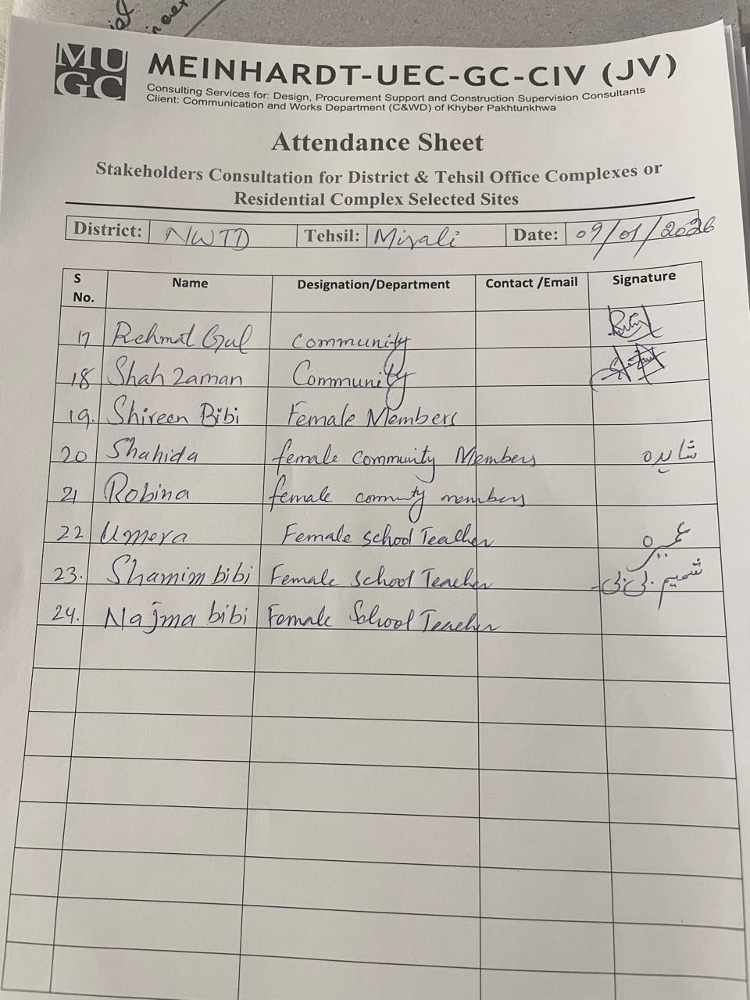 MU
GC
MEINHARDT-UEC-GC-CIV (JV)
Consulting Services for: Design, Procurement Support and Construction Supervision Consultants
Client: Communication and Works Department (C&WD) of Khyber Pakhtunkhwa
Attendance Sheet
Stakeholders Consultation for District & Tehsil Office Complexes or
Residential Complex Selected Sites
District: NWTD Tehsil: Mirali Date: 09/01/2026
S No. Name Designation/Department Contact /Email Signature
17 Rehmat Gul Community
18 Shah Zaman Community
19. Shireen Bibi Female Members
20 Shahida female community Members شاہدہ
21 Robina female commnty members
22 Umera Female school Teacher عمیرہ
23. Shamim bibi Female School Teacher شمیم بی بی
24. Najma bibi Female School Teacher